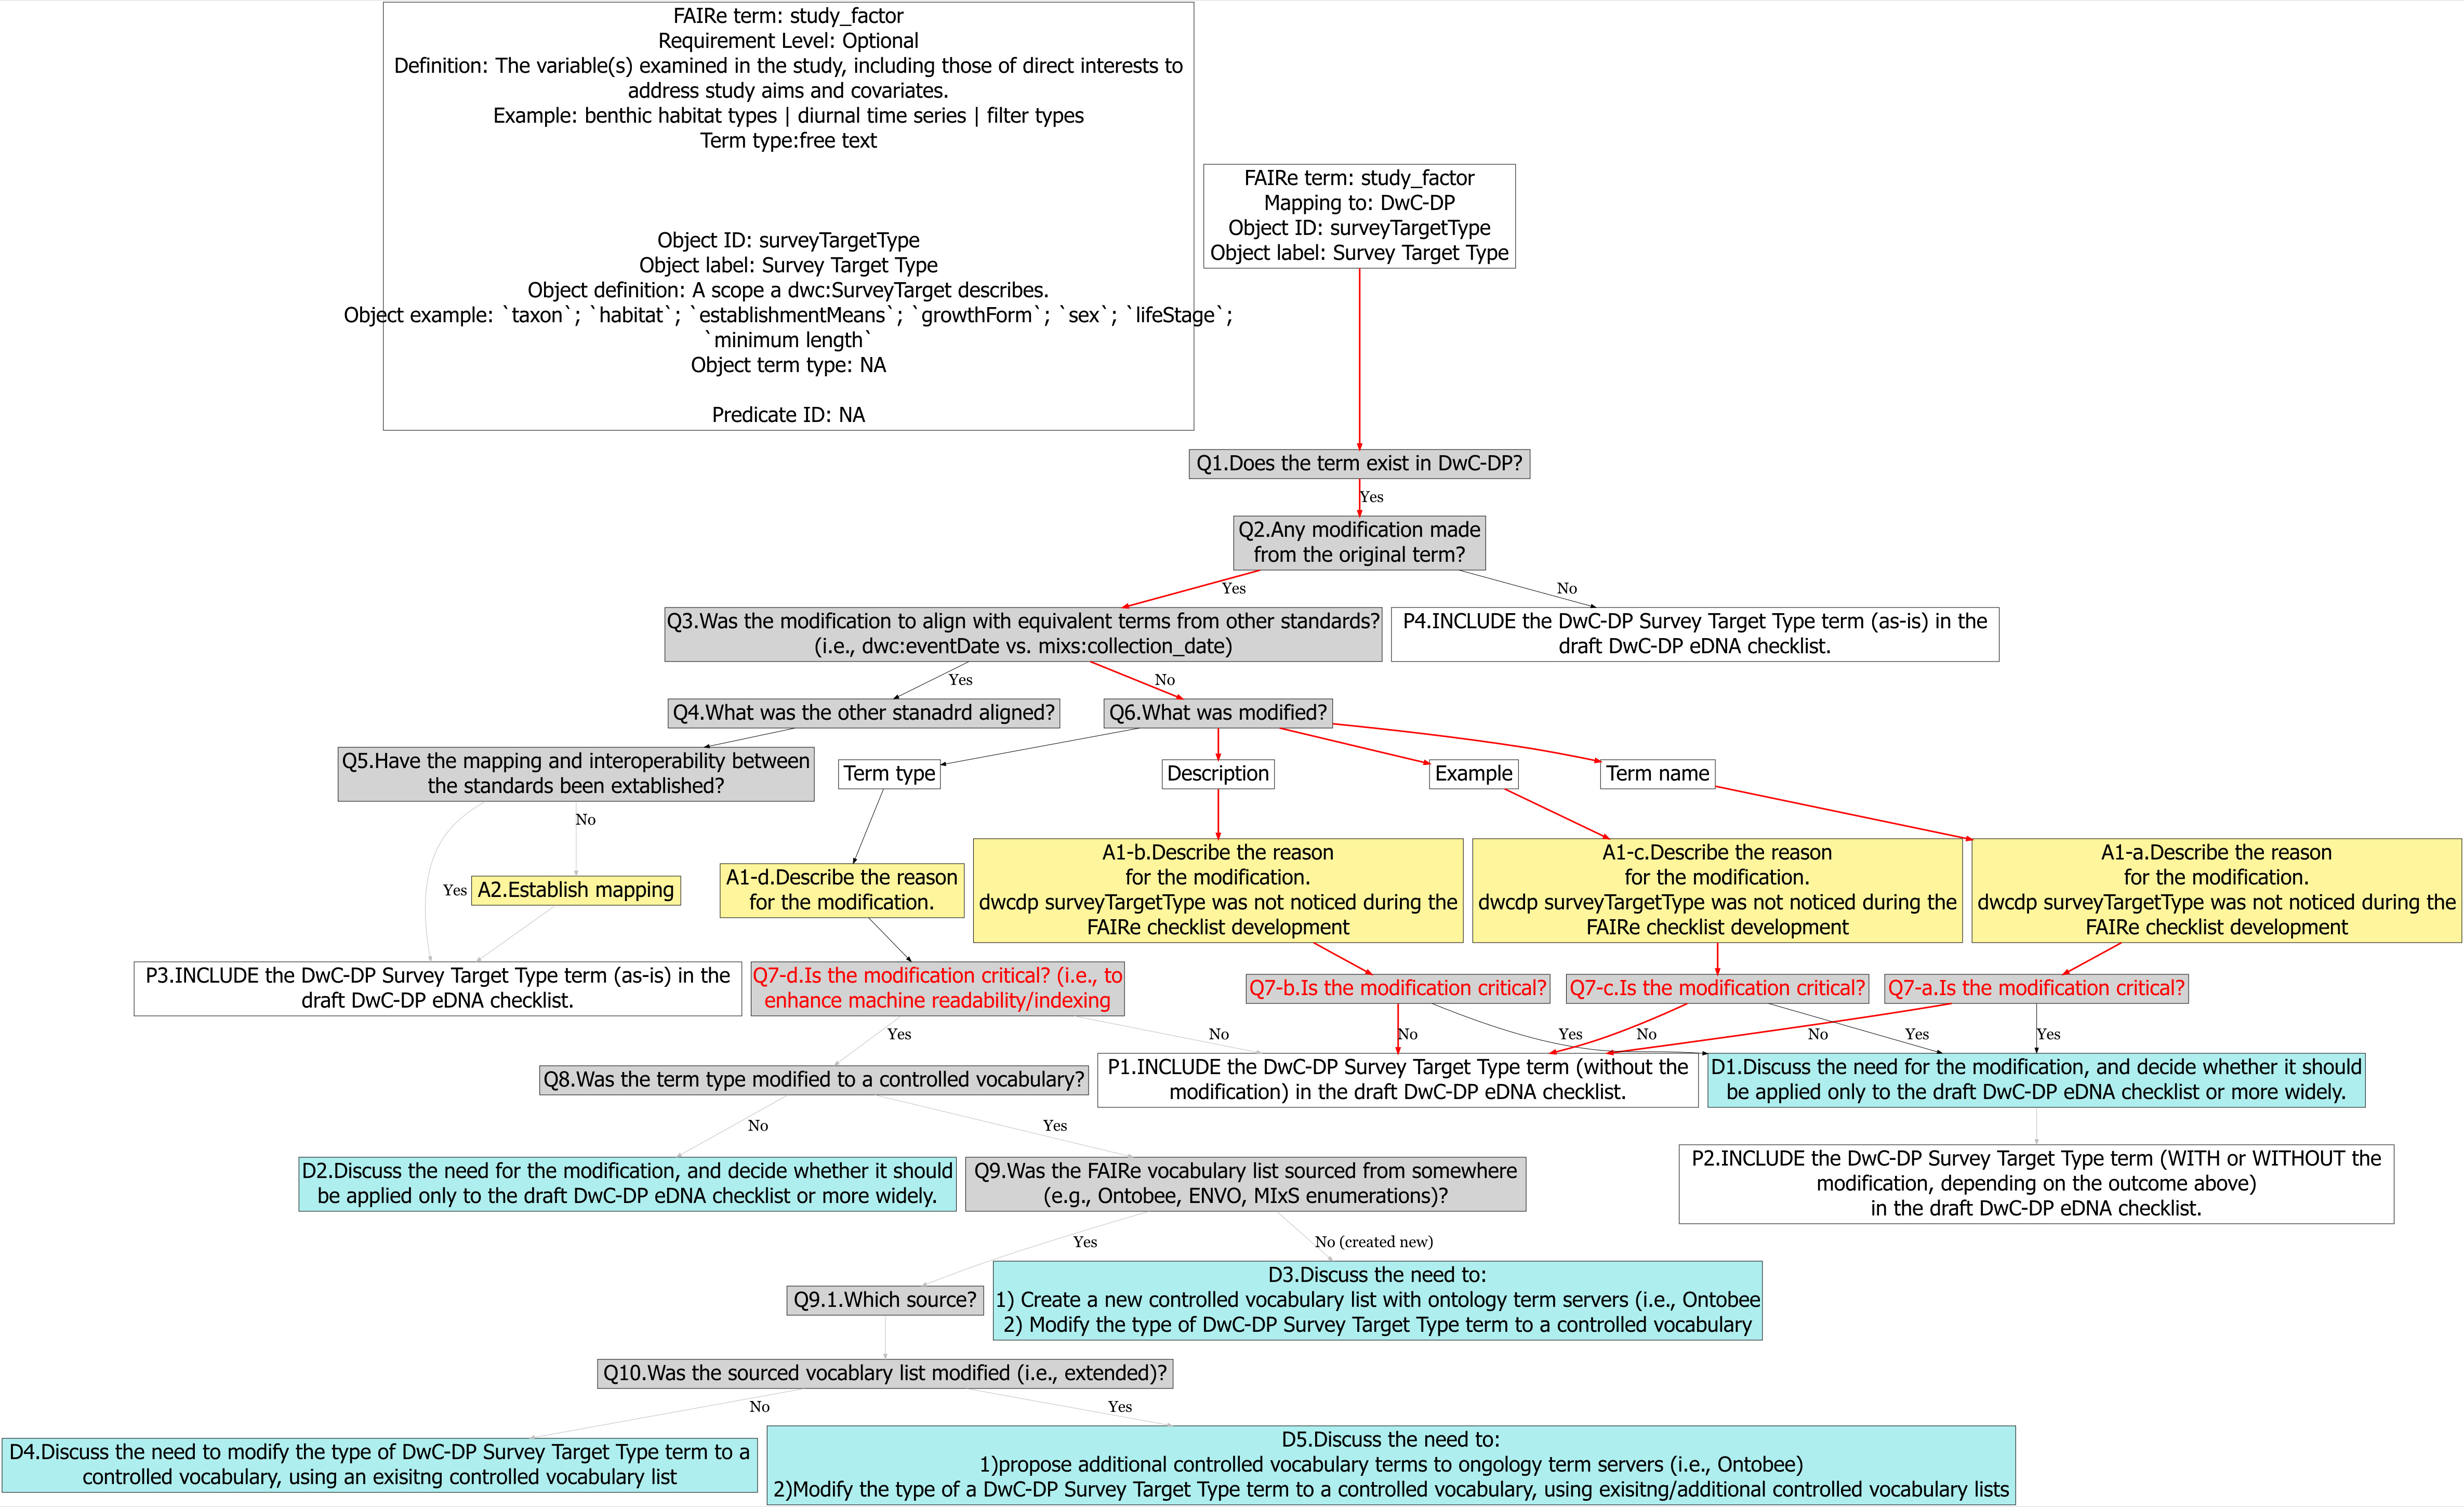 FAIRe term: study_factor
Requirement Level: Optional
Definition: The variable(s) examined in the study, including those of direct interests to
address study aims and covariates.
Example: benthic habitat types | diurnal time series | filter types
Term type:free text
Object ID: surveyTargetType
Object label: Survey Target Type
Object definition: A scope a dwc:SurveyTarget describes.
Object example: `taxon`; `habitat`; `establishmentMeans`; `growthForm`; `sex`; `lifeStage`;
`minimum length`
Object term type: NA
Predicate ID: NA
FAIRe term: study_factor
Mapping to: DwC-DP
Object ID: surveyTargetType
Object label: Survey Target Type
Q1.Does the term exist in DwC-DP?
Yes
Q2.Any modification made
from the original term?
Yes
No
Q3.Was the modification to align with equivalent terms from other standards?
(i.e., dwc:eventDate vs. mixs:collection_date)
P4.INCLUDE the DwC-DP Survey Target Type term (as-is) in the
draft DwC-DP eDNA checklist.
Yes
No
Q4.What was the other stanadrd aligned?
Q6.What was modified?
Q5.Have the mapping and interoperability between
the standards been extablished?
Term type
Description
Example
Term name
No
Yes
A2.Establish mapping
A1-d.Describe the reason
for the modification.
A1-b.Describe the reason
for the modification.
dwcdp surveyTargetType was not noticed during the
FAIRe checklist development
A1-c.Describe the reason
for the modification.
dwcdp surveyTargetType was not noticed during the
FAIRe checklist development
A1-a.Describe the reason
for the modification.
dwcdp surveyTargetType was not noticed during the
FAIRe checklist development
P3.INCLUDE the DwC-DP Survey Target Type term (as-is) in the
draft DwC-DP eDNA checklist.
Q7-d.Is the modification critical? (i.e., to
enhance machine readability/indexing
Q7-b.Is the modification critical?
Q7-c.Is the modification critical?
Q7-a.Is the modification critical?
Yes
No
No
Yes
No
No
Yes
Yes
Q8.Was the term type modified to a controlled vocabulary?
P1.INCLUDE the DwC-DP Survey Target Type term (without the
modification) in the draft DwC-DP eDNA checklist.
D1.Discuss the need for the modification, and decide whether it should
be applied only to the draft DwC-DP eDNA checklist or more widely.
No
Yes
D2.Discuss the need for the modification, and decide whether it should
be applied only to the draft DwC-DP eDNA checklist or more widely.
Q9.Was the FAIRe vocabulary list sourced from somewhere
(e.g., Ontobee, ENVO, MIxS enumerations)?
P2.INCLUDE the DwC-DP Survey Target Type term (WITH or WITHOUT the
modification, depending on the outcome above)
in the draft DwC-DP eDNA checklist.
Yes
No (created new)
Q9.1.Which source?
D3.Discuss the need to:
1) Create a new controlled vocabulary list with ontology term servers (i.e., Ontobee
2) Modify the type of DwC-DP Survey Target Type term to a controlled vocabulary
Q10.Was the sourced vocablary list modified (i.e., extended)?
No
Yes
D4.Discuss the need to modify the type of DwC-DP Survey Target Type term to a
controlled vocabulary, using an exisitng controlled vocabulary list
D5.Discuss the need to:
1)propose additional controlled vocabulary terms to ongology term servers (i.e., Ontobee)
2)Modify the type of a DwC-DP Survey Target Type term to a controlled vocabulary, using exisitng/additional controlled vocabulary lists